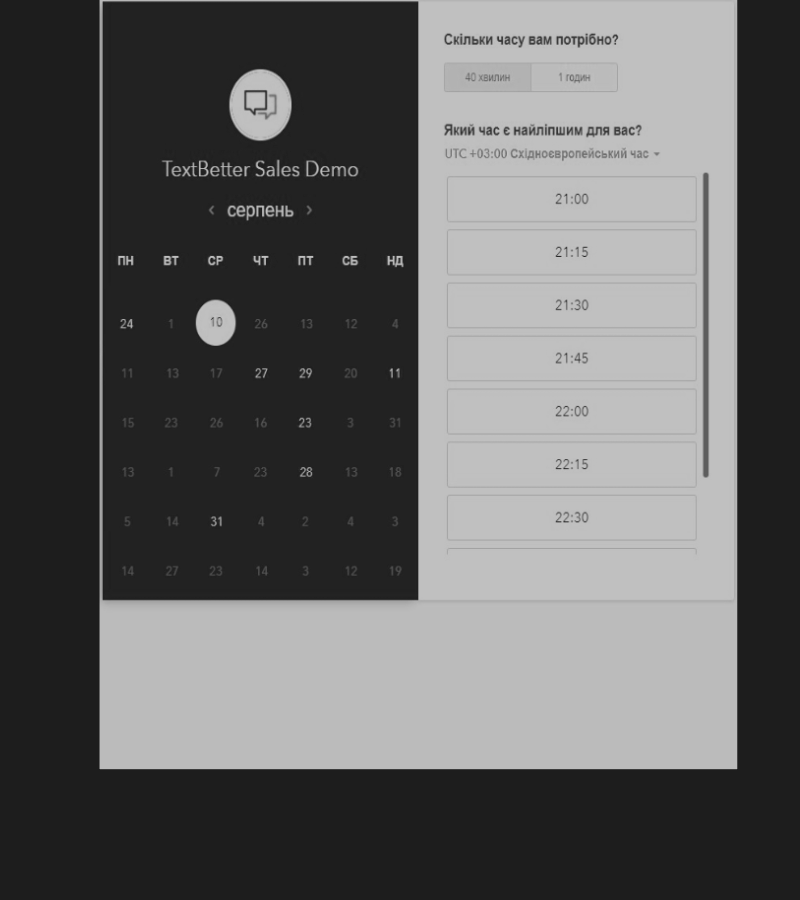 TextBetter Sales Demo
‹ серпень ›
ПН ВТ СР ЧТ ПТ СБ НД
24 1 10 26 13 12 4
11 13 17 27 29 20 11
15 23 26 16 23 3 31
13 1 7 23 28 13 18
5 14 31 4 2 4 3
14 27 23 14 3 12 19
Скільки часу вам потрібно?
40 хвилин 1 годин
Який час є найліпшим для вас?
UTC +03:00 Східноєвропейський час
21:00
21:15
21:30
21:45
22:00
22:15
22:30